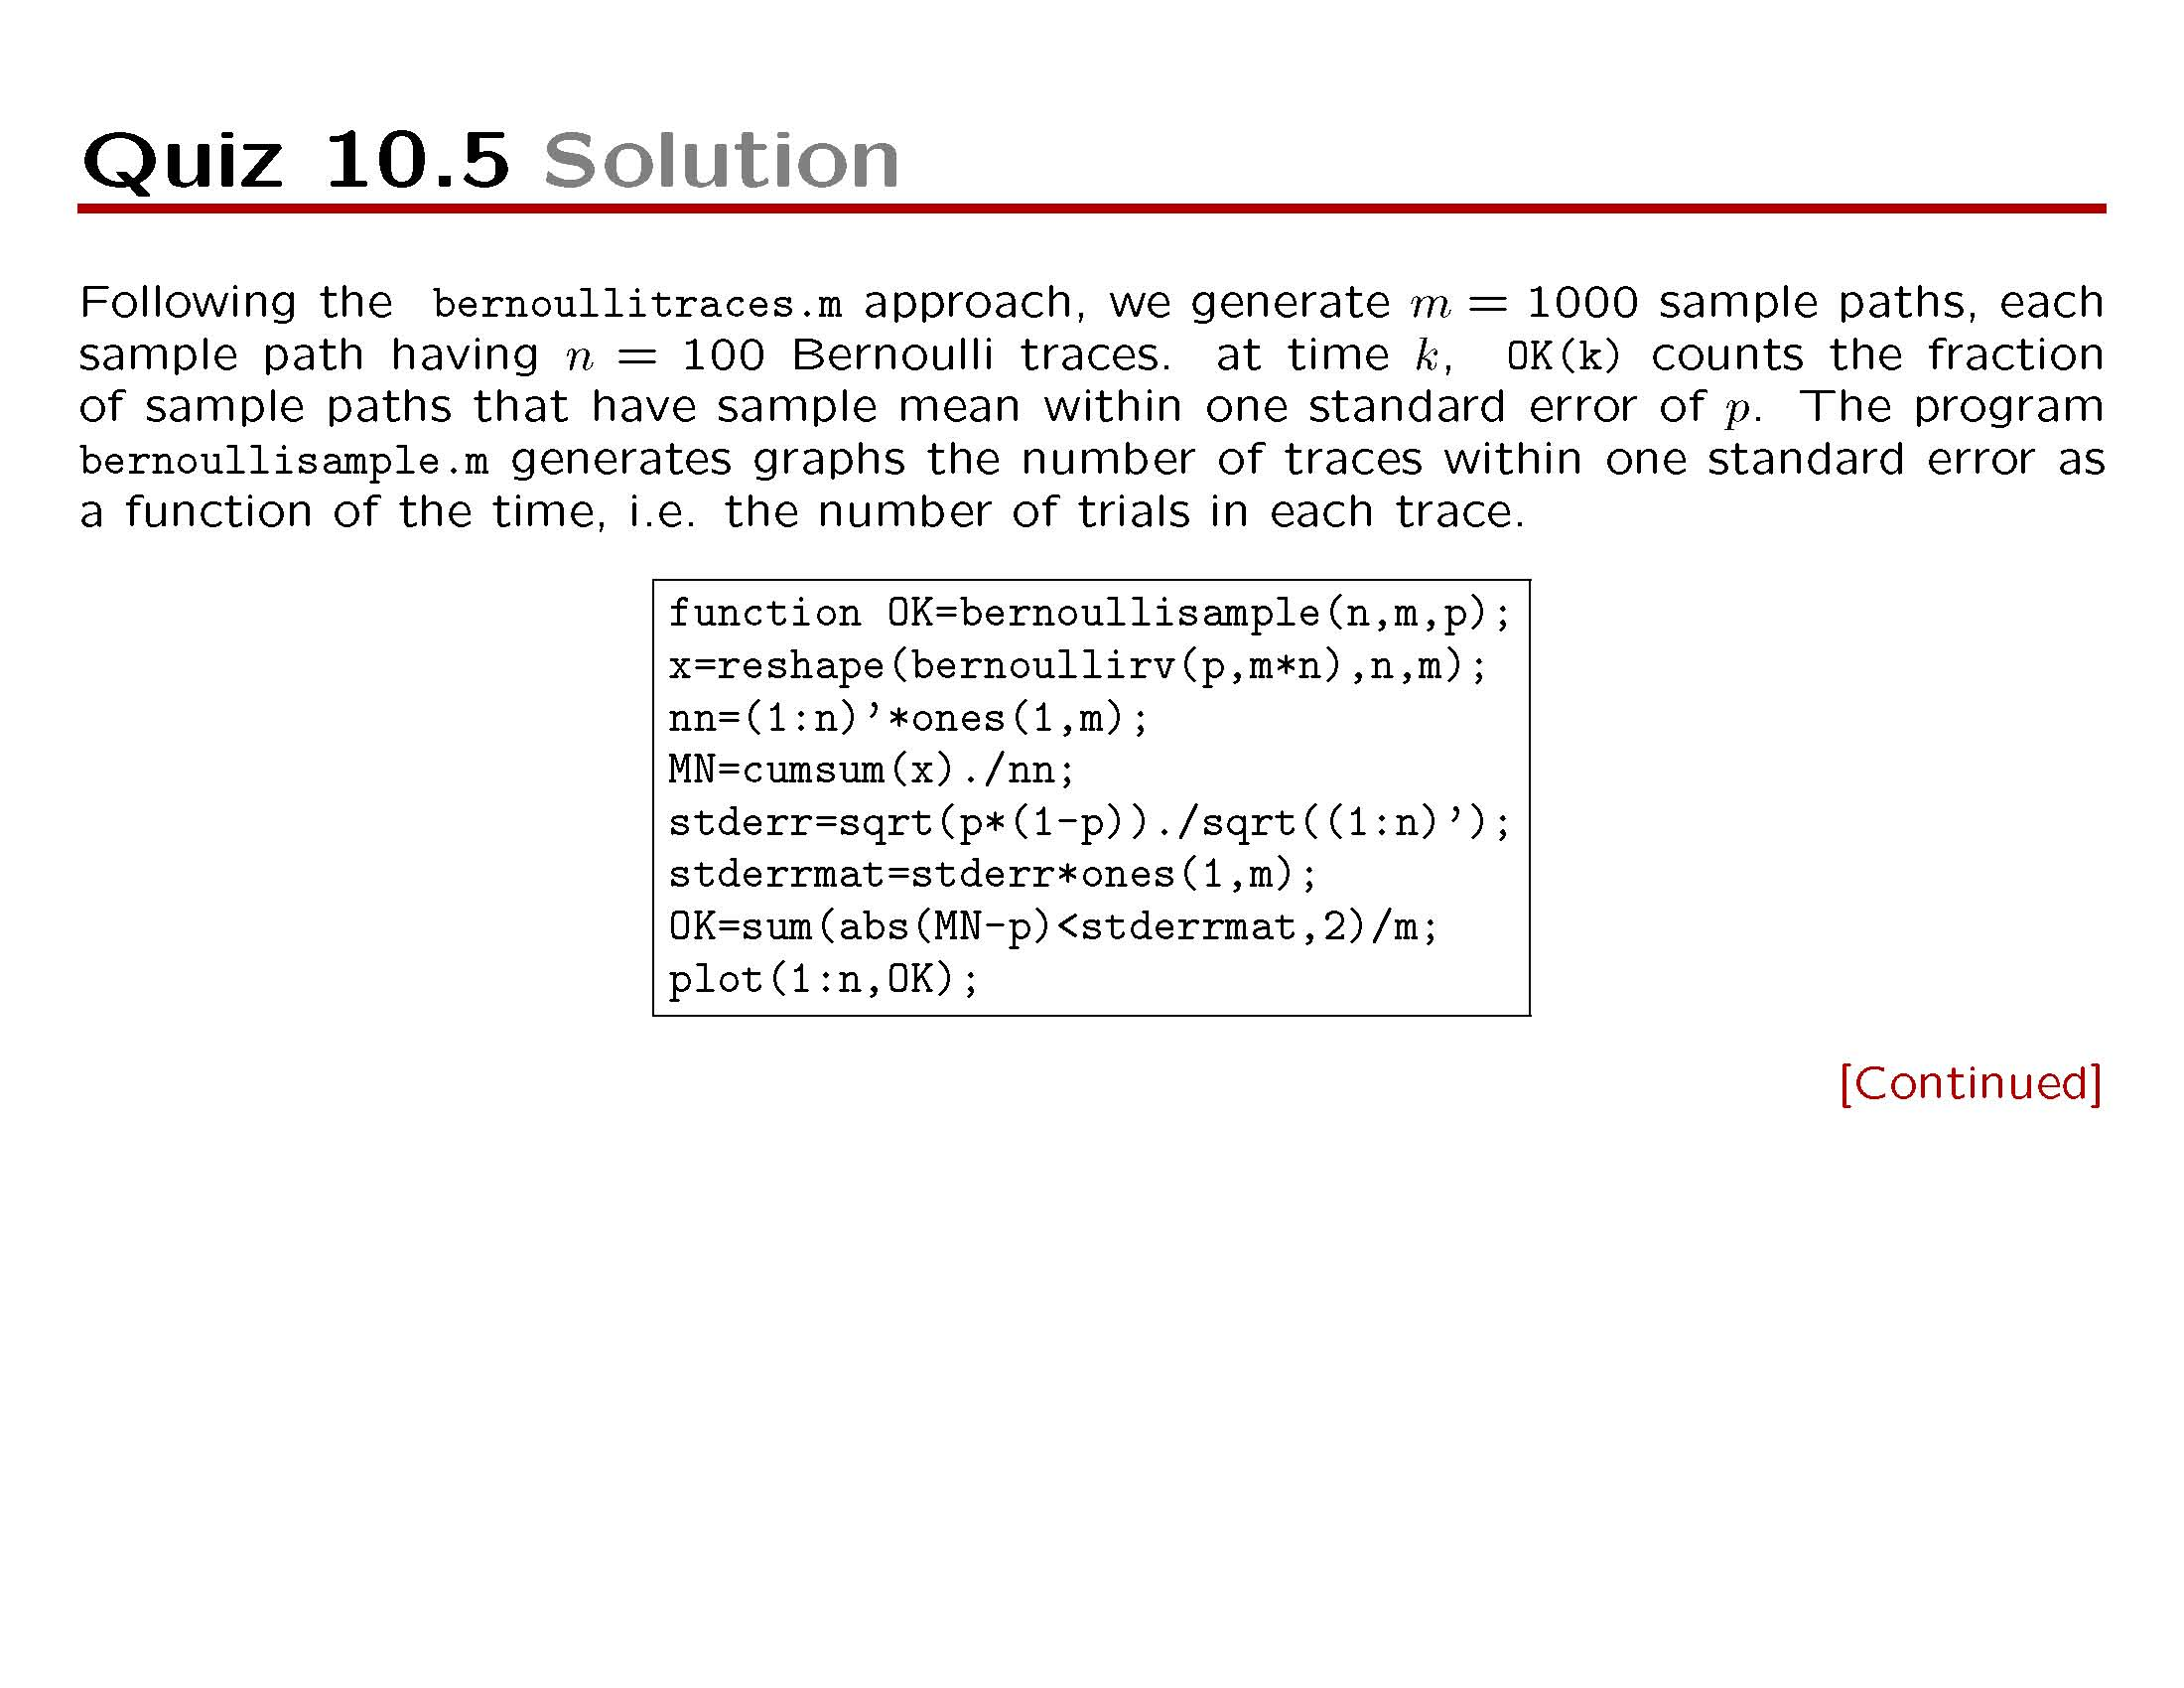 Quiz 10.5 Solution
Following the bernoullitraces.m approach, we generate m = 1000 sample paths, each
sample path having n = 100 Bernoulli traces. at time k, OK(k) counts the fraction
of sample paths that have sample mean within one standard error of p. The program
bernoullisample.m generates graphs the number of traces within one standard error as
a function of the time, i.e. the number of trials in each trace.
function OK=bernoullisample(n,m,p);
x=reshape(bernoullirv(p,m*n),n,m);
nn=(1:n)’*ones(1,m);
MN=cumsum(x)./nn;
stderr=sqrt(p*(1-p))./sqrt((1:n)’);
stderrmat=stderr*ones(1,m);
OK=sum(abs(MN-p)<stderrmat,2)/m;
plot(1:n,OK);
[Continued]